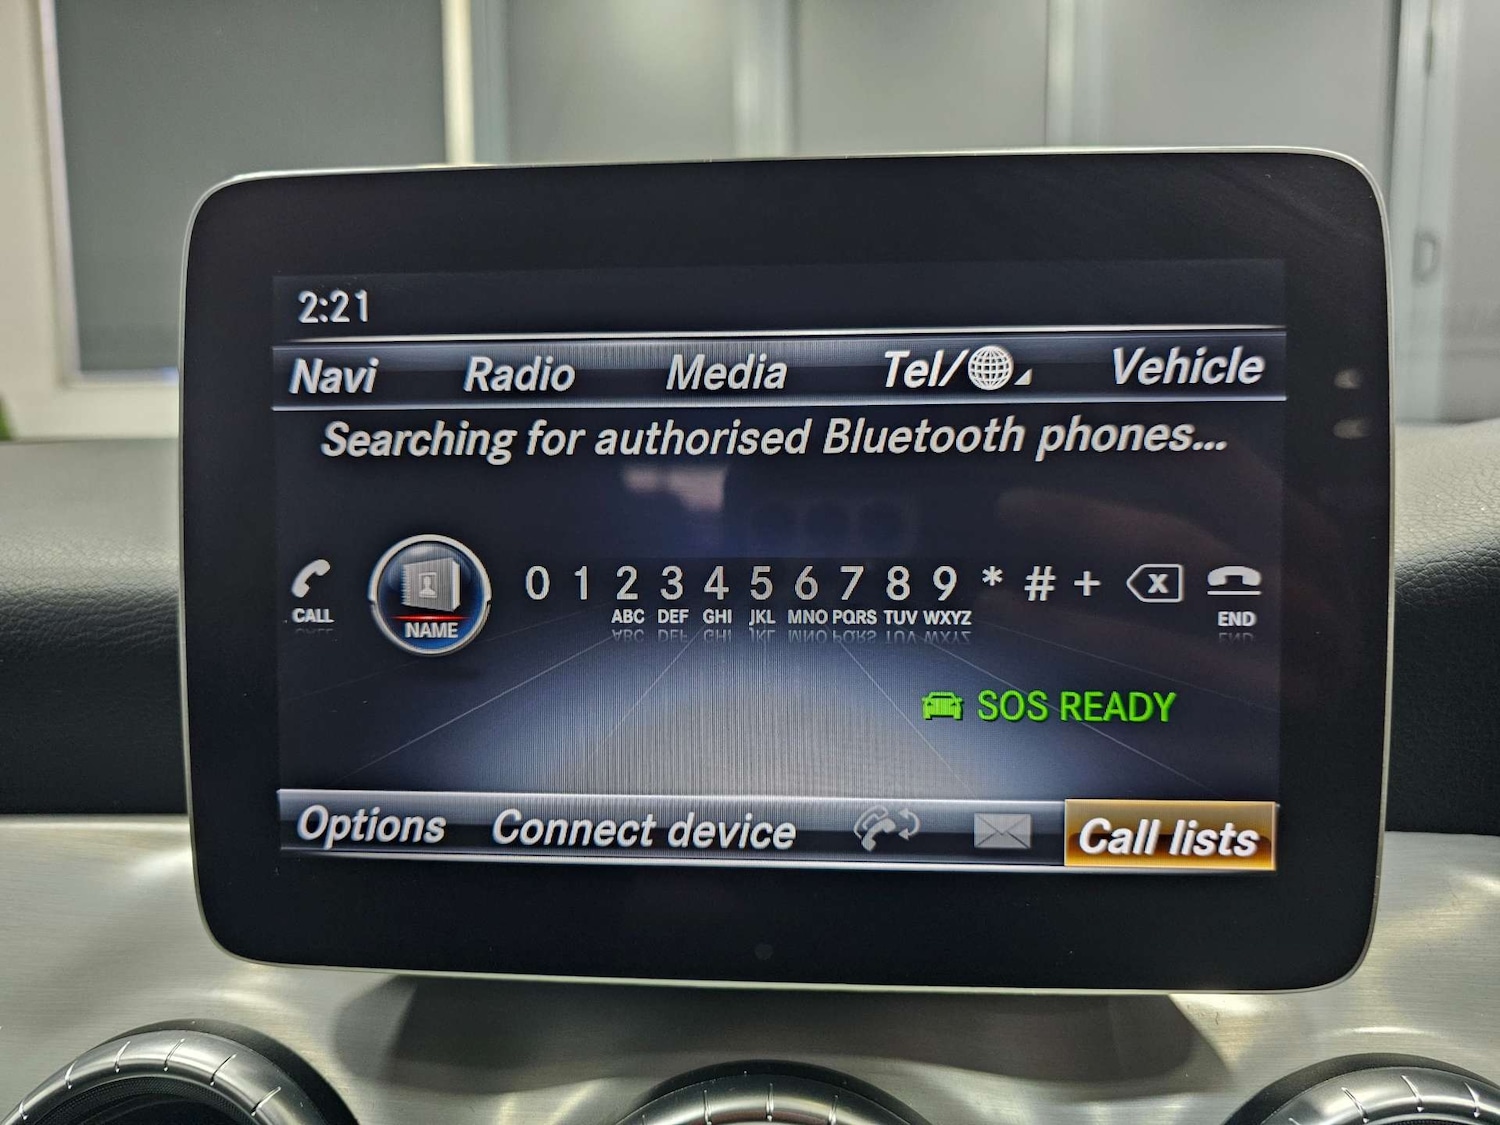 2:21
Navi Radio Media Tel/ Vehicle
Searching for authorised Bluetooth phones...
0 1 2 3 4 5 6 7 8 9 * # + x
CALL NAME ABC DEF GHI JKL MNO PQRS TUV WXYZ END
SOS READY
Options Connect device Call lists